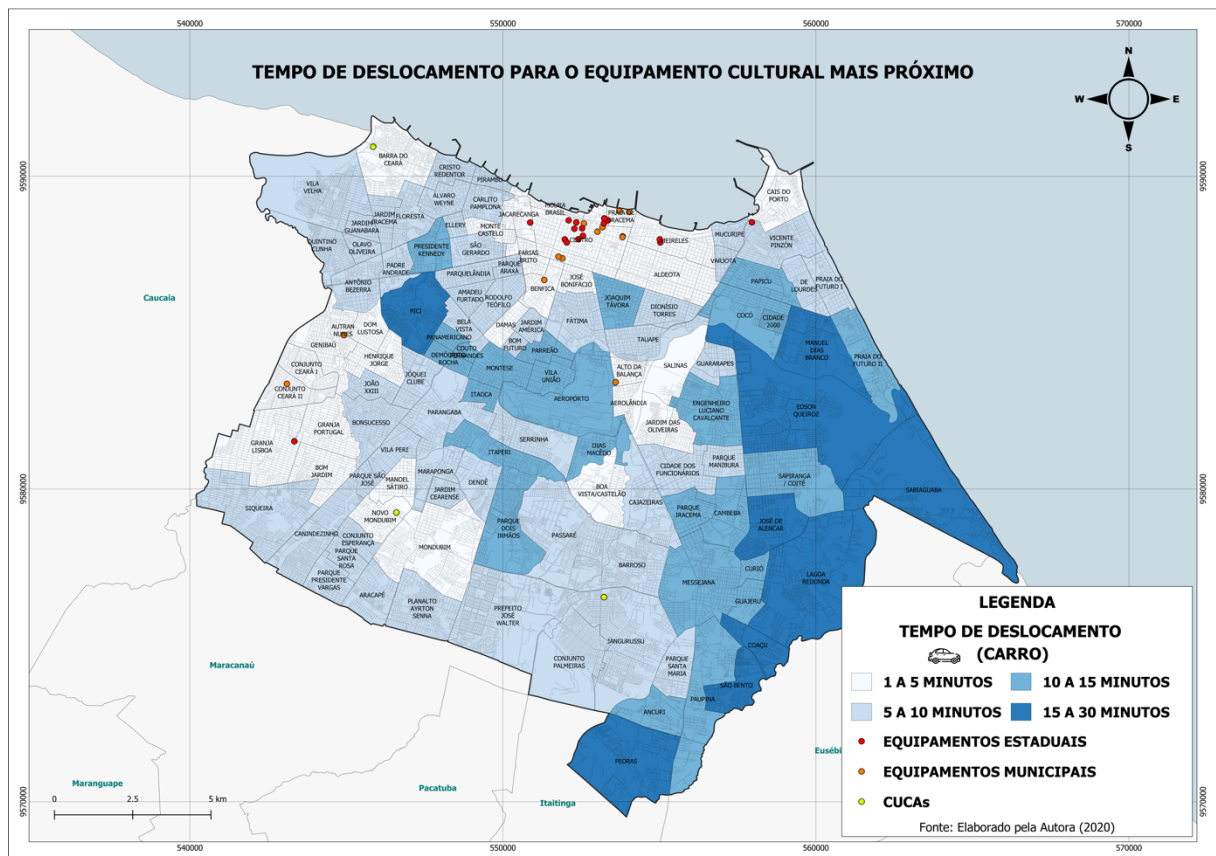 540000
550000
560000
570000
TEMPO DE DESLOCAMENTO PARA O EQUIPAMENTO CULTURAL MAIS PRÓXIMO
N
W
E
S
9590000
9590000
BARRA DO
CEARÁ
CRISTO
REDENTOR
PIRAMBU
VILA
VELHA
ÁLVARO
WEYNE
CARLITO
PAMPLONA
JACARECANGA
MOURA
BRASIL
CAIS DO
PORTO
JARDIM
IRACEMA
FLORESTA
JARDIM
GUANABARA
ELLERY
MONTE
CASTELO
CENTRO
MUCURIPE
VICENTE
PINZÓN
QUINTINO
CUNHA
OLAVO
OLIVEIRA
PRESIDENTE
KENNEDY
SÃO
GERARDO
FARIAS
BRITO
VARJOTA
PADRE
ANDRADE
PARQUELÂNDIA
PARQUE
ARAXÁ
ALDEOTA
PAPICU
DE
LOURDES
PRAIA DO
FUTURO I
ANTÔNIO
BEZERRA
AMADEU
FURTADO
RODOLFO
TEÓFILO
BENFICA
JOSÉ
BONIFÁCIO
JOAQUIM
TÁVORA
DIONÍSIO
TORRES
Caucaia
PICI
BELA
VISTA
DAMAS
JARDIM
AMÉRICA
FÁTIMA
COCÓ
CIDADE
2000
AUTRAN
NUNES
DOM
LUSTOSA
PANAMERICANO
BOM
FUTURO
TAUAPE
MANUEL DIAS
BRANCO
PRAIA DO
FUTURO II
GENIBAÚ
HENRIQUE
JORGE
COUTO
FERNANDES
PARREÃO
CONJUNTO
CEARÁ I
JÓQUEI
CLUBE
ROCHA
MONTESE
VILA
UNIÃO
ALTO DA
BALANÇA
SALINAS
GUARARAPES
CONJUNTO
CEARÁ II
JOÃO
XXIII
ITAOCA
AEROPORTO
AEROLÂNDIA
ENGENHEIRO
LUCIANO
CAVALCANTE
EDSON
QUEIROZ
GRANJA
PORTUGAL
BONSUCESSO
PARANGABA
JARDIM DAS
OLIVEIRAS
GRANJA
LISBOA
VILA PERI
SERRINHA
DIAS
MACÊDO
ITAPERI
CIDADE DOS
FUNCIONÁRIOS
PARQUE
MANIBURA
BOM
JARDIM
PARQUE SÃO
JOSÉ
MANOEL
SÁTIRO
MARAPONGA
SAPIRANGA
/ COITÉ
9580000
9580000
SIQUEIRA
JARDIM
CEARENSE
DENDÊ
BOA
VISTA/CASTELÃO
CAJAZEIRAS
SABIAGUABA
NOVO
MONDUBIM
PARQUE
DOIS
IRMÃOS
PARQUE
IRACEMA
CAMBEBA
JOSÉ DE
ALENCAR
CANINDEZINHO
CONJUNTO
ESPERANÇA
PASSARÉ
PARQUE
SANTA
ROSA
MONDUBIM
BARROSO
CURIÓ
LAGOA
REDONDA
PARQUE
PRESIDENTE
VARGAS
MESSEJANA
ARACAPÉ
PLANALTO
AYRTON
SENNA
PREFEITO
JOSÉ
WALTER
GUAJERU
JANGURUSSU
COAÇU
Maracanaú
CONJUNTO
PALMEIRAS
PARQUE
SANTA
MARIA
SÃO BENTO
PAUPINA
ANCURI
PEDRAS
Eusébi
Maranguape
Pacatuba
Itaitinga
0
2.5
5 km
LEGENDA
TEMPO DE DESLOCAMENTO
(CARRO)
1 A 5 MINUTOS
10 A 15 MINUTOS
5 A 10 MINUTOS
15 A 30 MINUTOS
EQUIPAMENTOS ESTADUAIS
EQUIPAMENTOS MUNICIPAIS
CUCAs
Fonte: Elaborado pela Autora (2020)
9570000
9570000
540000
550000
560000
570000